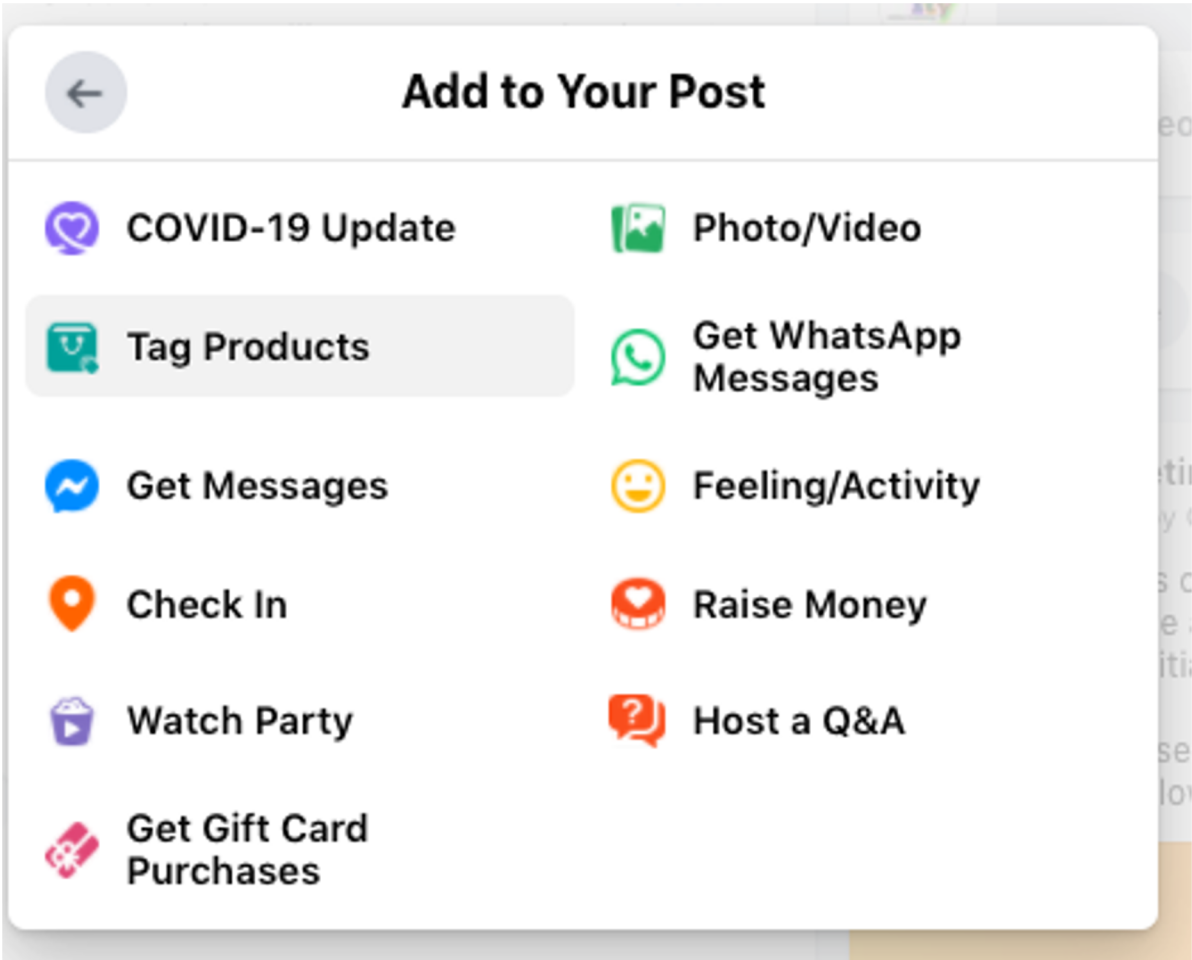 Add to Your Post
COVID-19 Update
Photo/Video
Tag Products
Get WhatsApp
Messages
Get Messages
Feeling/Activity
Check In
Raise Money
Watch Party
Host a Q&A
Get Gift Card
Purchases